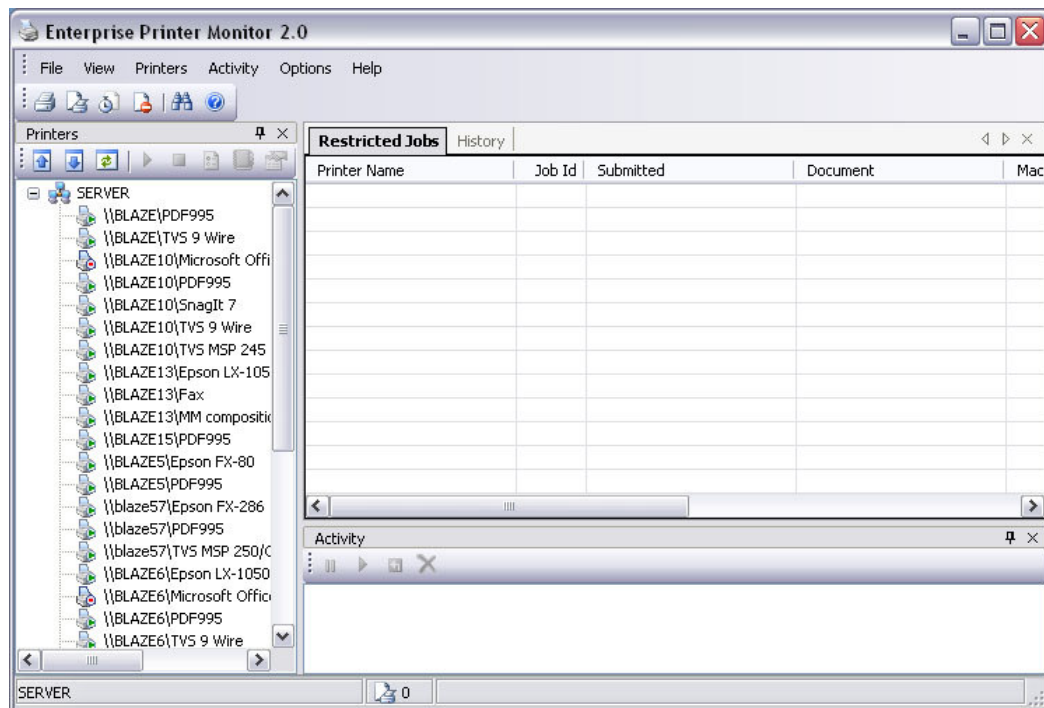 Enterprise Printer Monitor 2.0
File View Printers Activity Options Help
Printers
SERVER
\\BLAZE\PDF995
\\BLAZE\TVS 9 Wire
\\BLAZE10\Microsoft Offi
\\BLAZE10\PDF995
\\BLAZE10\SnagIt 7
\\BLAZE10\TVS 9 Wire
\\BLAZE10\TVS MSP 245
\\BLAZE13\Epson LX-105
\\BLAZE13\Fax
\\BLAZE13\MM compositio
\\BLAZE15\PDF995
\\BLAZE5\Epson FX-80
\\BLAZE5\PDF995
\\blaze57\Epson FX-286
\\blaze57\PDF995
\\blaze57\TVS MSP 250/C
\\BLAZE6\Epson LX-1050
\\BLAZE6\Microsoft Office
\\BLAZE6\PDF995
\\BLAZE6\TVS 9 Wire
Restricted Jobs History
Printer Name Job Id Submitted Document Mac
Activity
SERVER 0